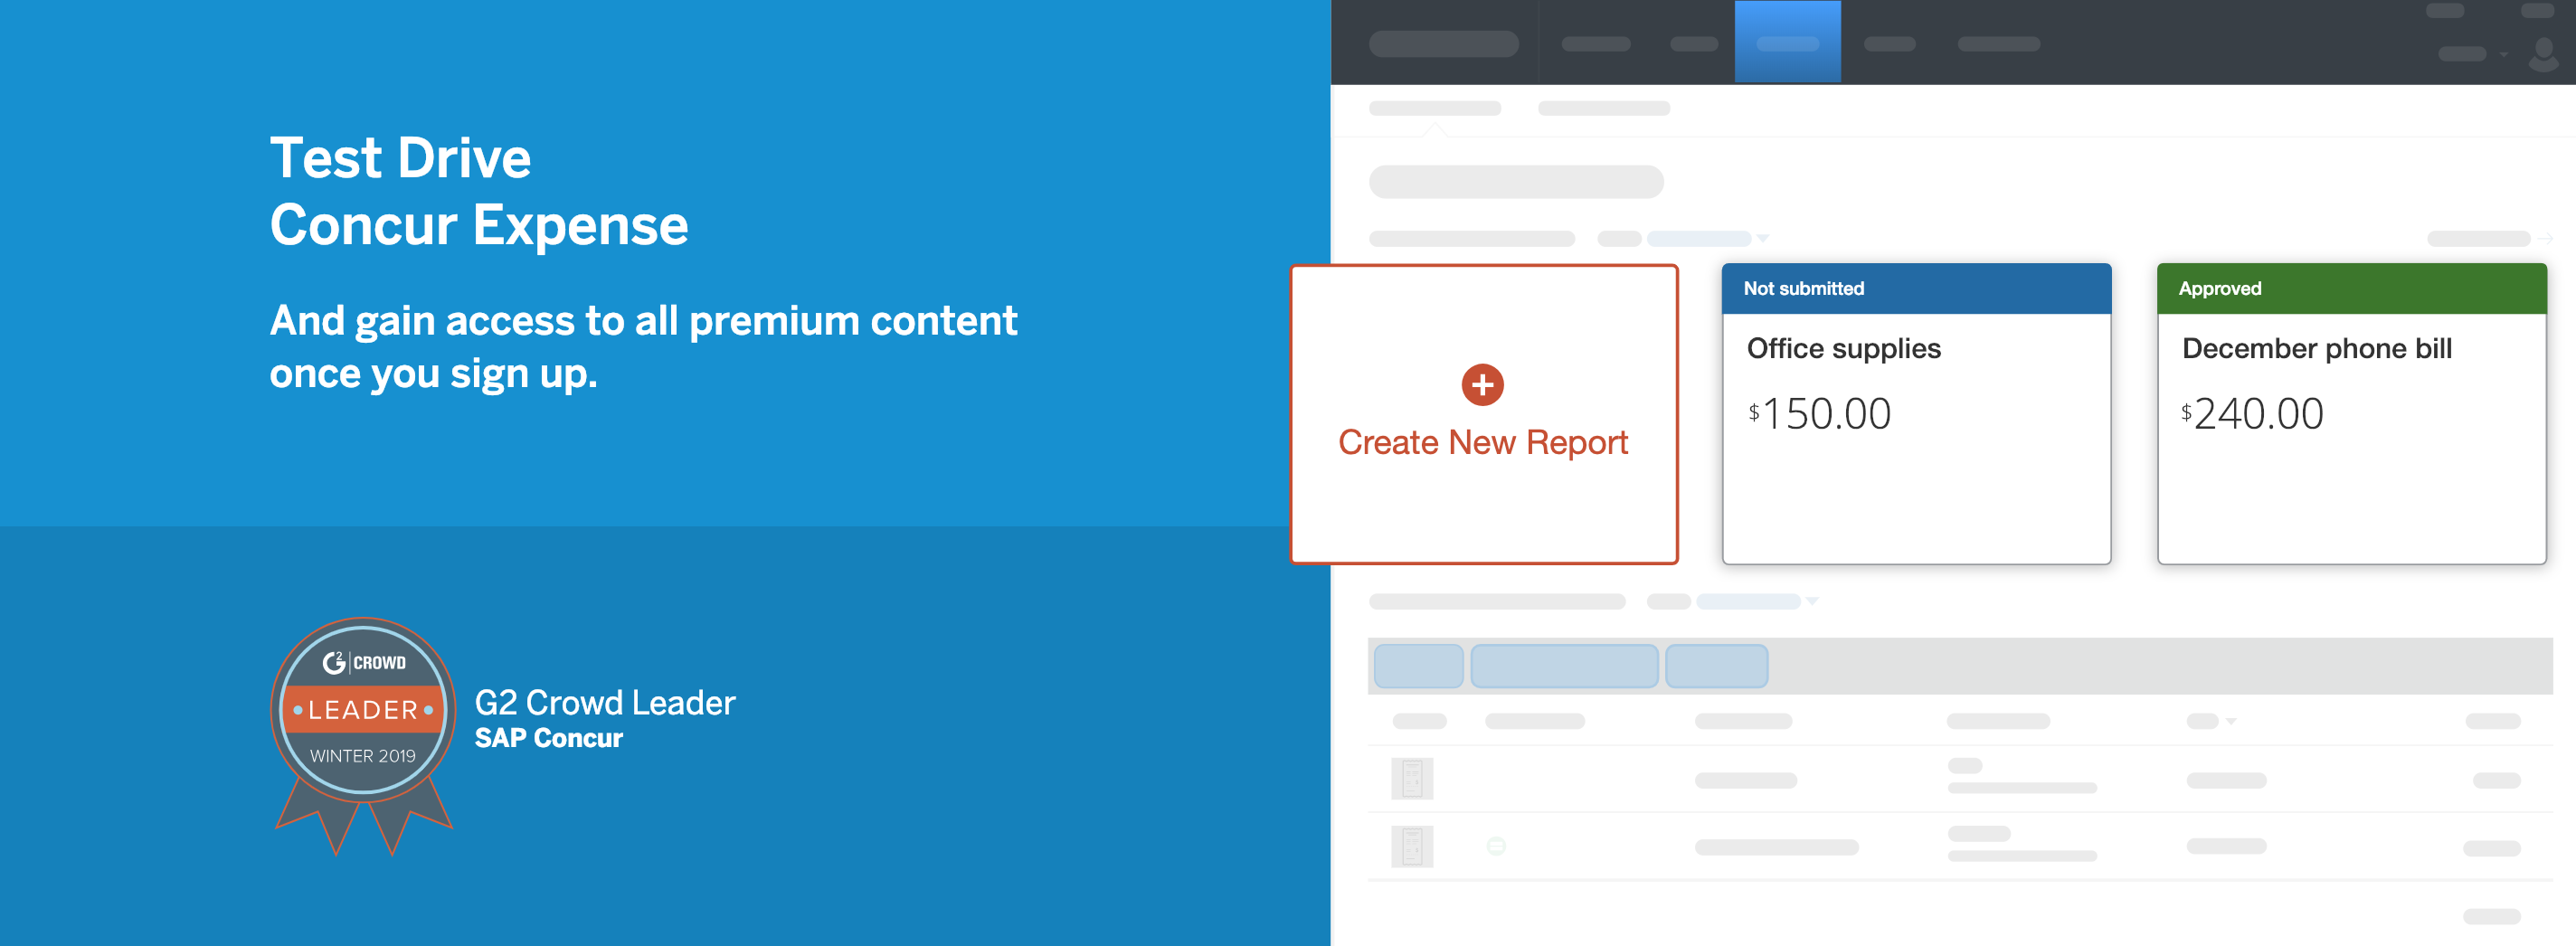 Test Drive
Concur Expense
And gain access to all premium content
once you sign up.
G2 | CROWD
LEADER
WINTER 2019
G2 Crowd Leader
SAP Concur
Create New Report
Not submitted
Office supplies
$150.00
Approved
December phone bill
$240.00